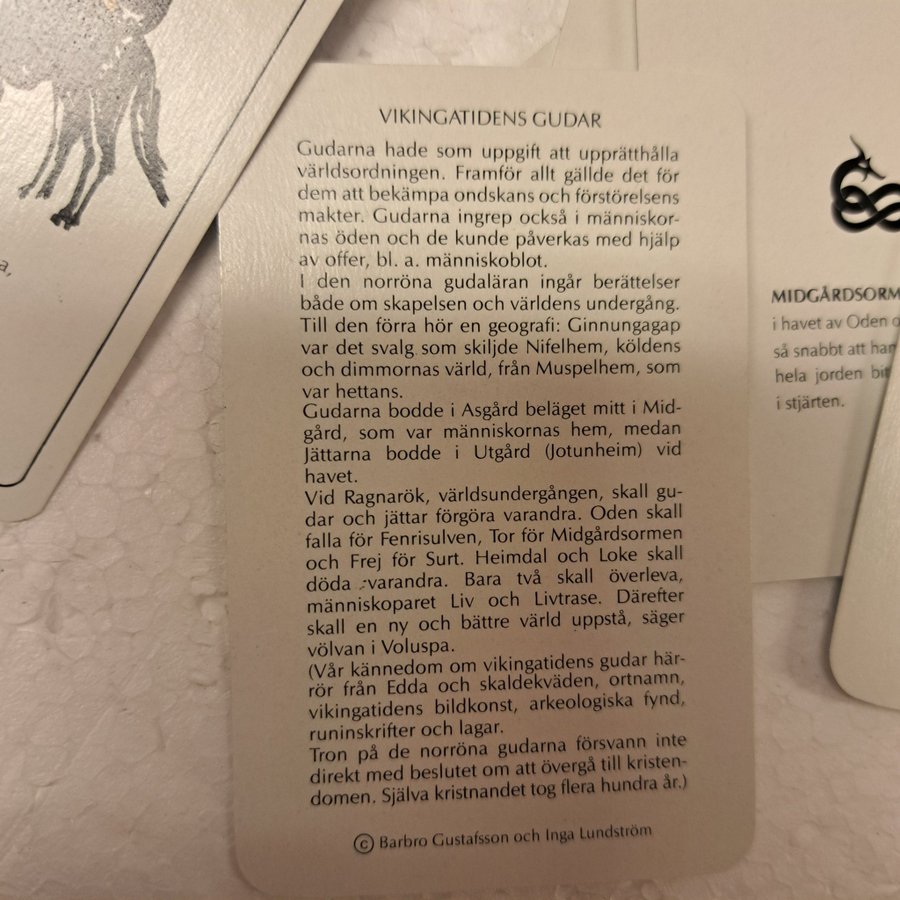 VIKINGATIDENS GUDAR
Gudarna hade som uppgift att upprätthålla
världsordningen. Framför allt gällde det för
dem att bekämpa ondskans och förstörelsens
makter. Gudarna ingrep också i människor-
nas öden och de kunde påverkas med hjälp
av offer, bl. a. människoblot.
I den norröna gudaläran ingår berättelser
både om skapelsen och världens undergång.
Till den förra hör en geografi: Ginnungagap
var det svalg som skiljde Nifelhem, köldens
och dimmornas värld, från Muspelhem, som
var hettans.
Gudarna bodde i Asgård beläget mitt i Mid-
gård, som var människornas hem, medan
Jättarna bodde i Utgård (Jotunheim) vid
havet.
Vid Ragnarök, världsundergången, skall gu-
dar och jättar förgöra varandra. Oden skall
falla för Fenrisulven, Tor för Midgårdsormen
och Frej för Surt. Heimdal och Loke skall
döda varandra. Bara två skall överleva,
människoparet Liv och Livtrase. Därefter
skall en ny och bättre värld uppstå, säger
völvan i Voluspa.
(Vår kännedom om vikingatidens gudar här-
rör från Edda och skaldekväden, ortnamn,
vikingatidens bildkonst, arkeologiska fynd,
runinskrifter och lagar.
Tron på de norröna gudarna försvann inte
direkt med beslutet om att övergå till kristen-
domen. Själva kristnandet tog flera hundra år.)
© Barbro Gustafsson och Inga Lundström
MIDGÅRDSORM
i havet av Oden
så snabbt att han
hela jorden
i stjärten.